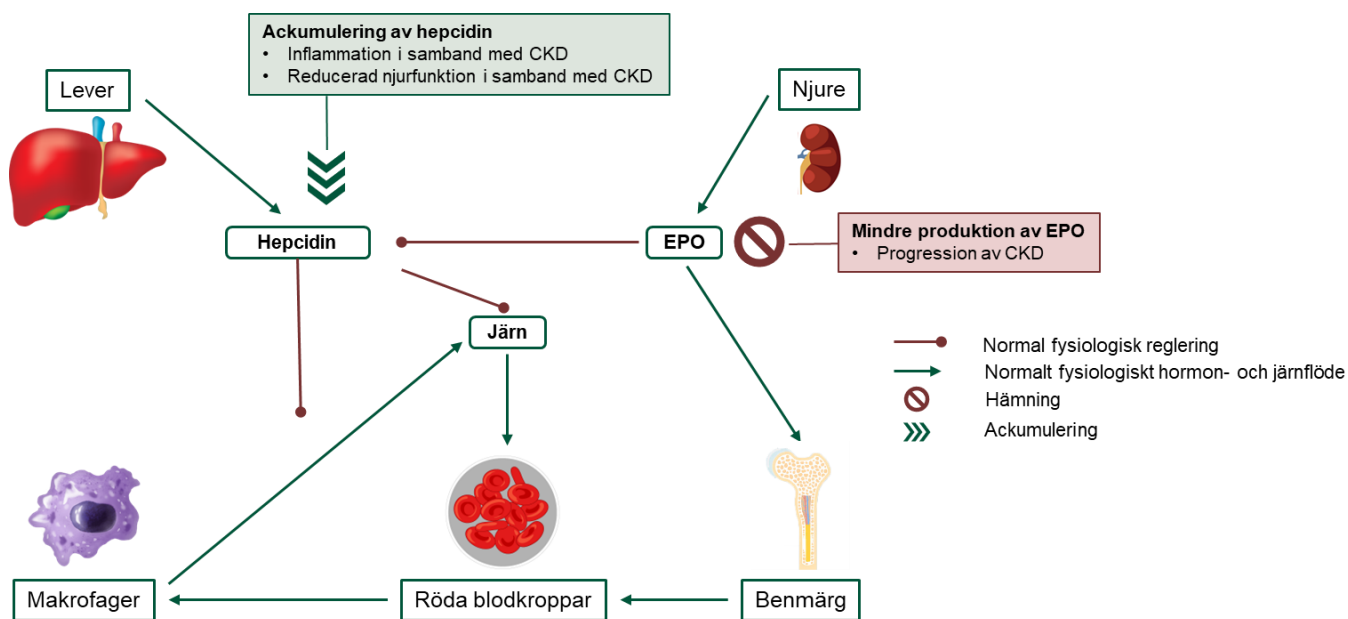 Ackumulering av hepcidin
• Inflammation i samband med CKD
• Reducerad njurfunktion i samband med CKD
Lever
Njure
Hepcidin
EPO
Mindre produktion av EPO
• Progression av CKD
Järn
Normal fysiologisk reglering
Normalt fysiologiskt hormon- och järnflöde
Hämning
Ackumulering
Makrofager
Röda blodkroppar
Benmärg